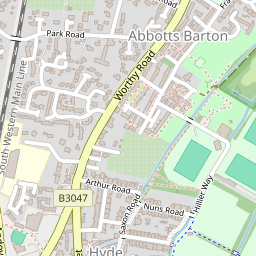 Abbotts Barton
Park Road
Worthy Road
South Western Main Line
B3047
Arthur Road
Saxon Road
Nuns Road
Hillier Way
Hyde